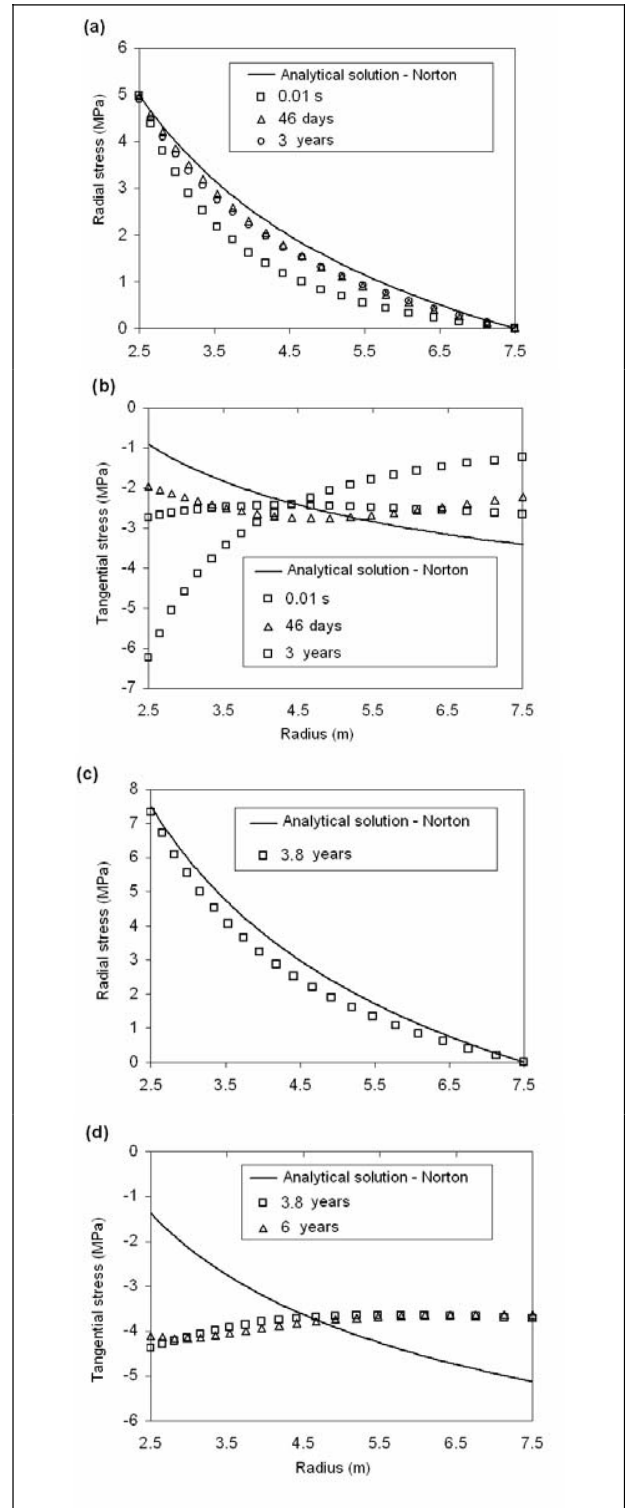 (a)
Radial stress (MPa)
6
5
4
3
2
1
0
Analytical solution - Norton
0.01 s
46 days
3 years
2.5 3.5 4.5 5.5 6.5 7.5
(b)
Tangential stress (MPa)
0
-1
-2
-3
-4
-5
-6
-7
Analytical solution - Norton
0.01 s
46 days
3 years
2.5 3.5 4.5 5.5 6.5 7.5
Radius (m)
(c)
Radial stress (MPa)
8
7
6
5
4
3
2
1
0
Analytical solution - Norton
3.8 years
2.5 3.5 4.5 5.5 6.5 7.5
(d)
Tangential stress (MPa)
0
-1
-2
-3
-4
-5
-6
Analytical solution - Norton
3.8 years
6 years
2.5 3.5 4.5 5.5 6.5 7.5
Radius (m)